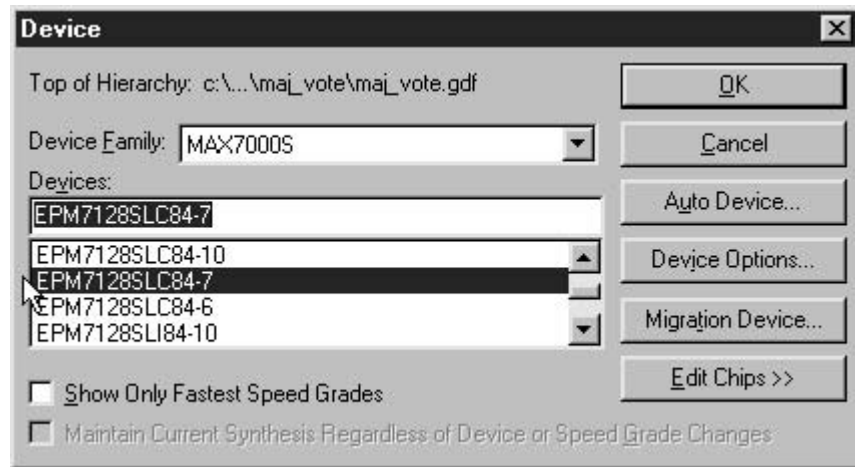 Device
Top of Hierarchy: c:\...\maj_vote\maj_vote.gdf
OK
Device Family: MAX7000S
Cancel
Devices:
EPM7128SLC84-7
Auto Device...
EPM7128SLC84-10
EPM7128SLC84-7
EPM7128SLC84-6
EPM7128SLI84-10
Device Options...
Migration Device...
Edit Chips >>
Show Only Fastest Speed Grades
Maintain Current Synthesis Regardless of Device or Speed Grade Changes